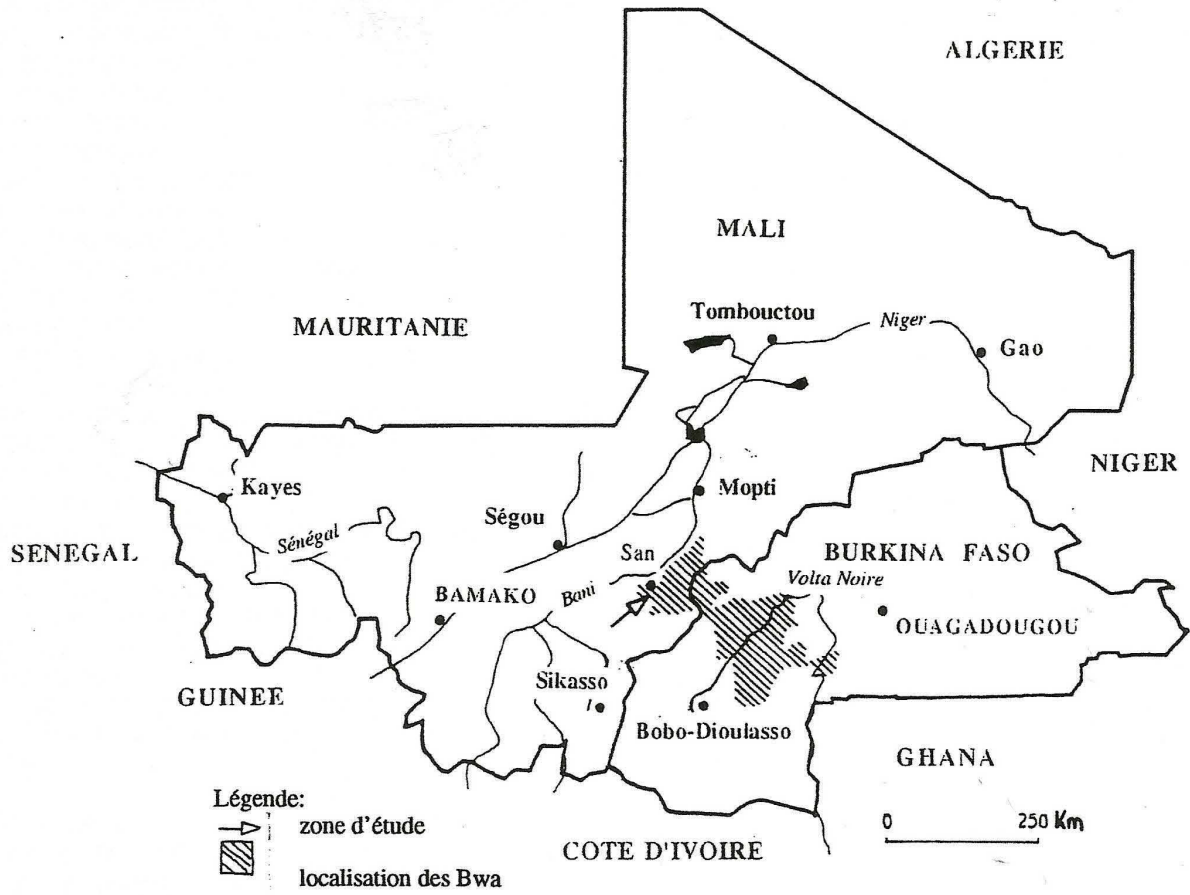 ALGERIE
MALI
MAURITANIE
Tombouctou
Niger
Gao
NIGER
Kayes
Mopti
Ségou
SENEGAL
Sénégal
San
BURKINA FASO
Volta Noire
Bani
BAMAKO
OUAGADOUGOU
GUINEE
Sikasso
Bobo-Dioulasso
GHANA
Légende:
zone d'étude
0 250 Km
COTE D'IVOIRE
localisation des Bwa